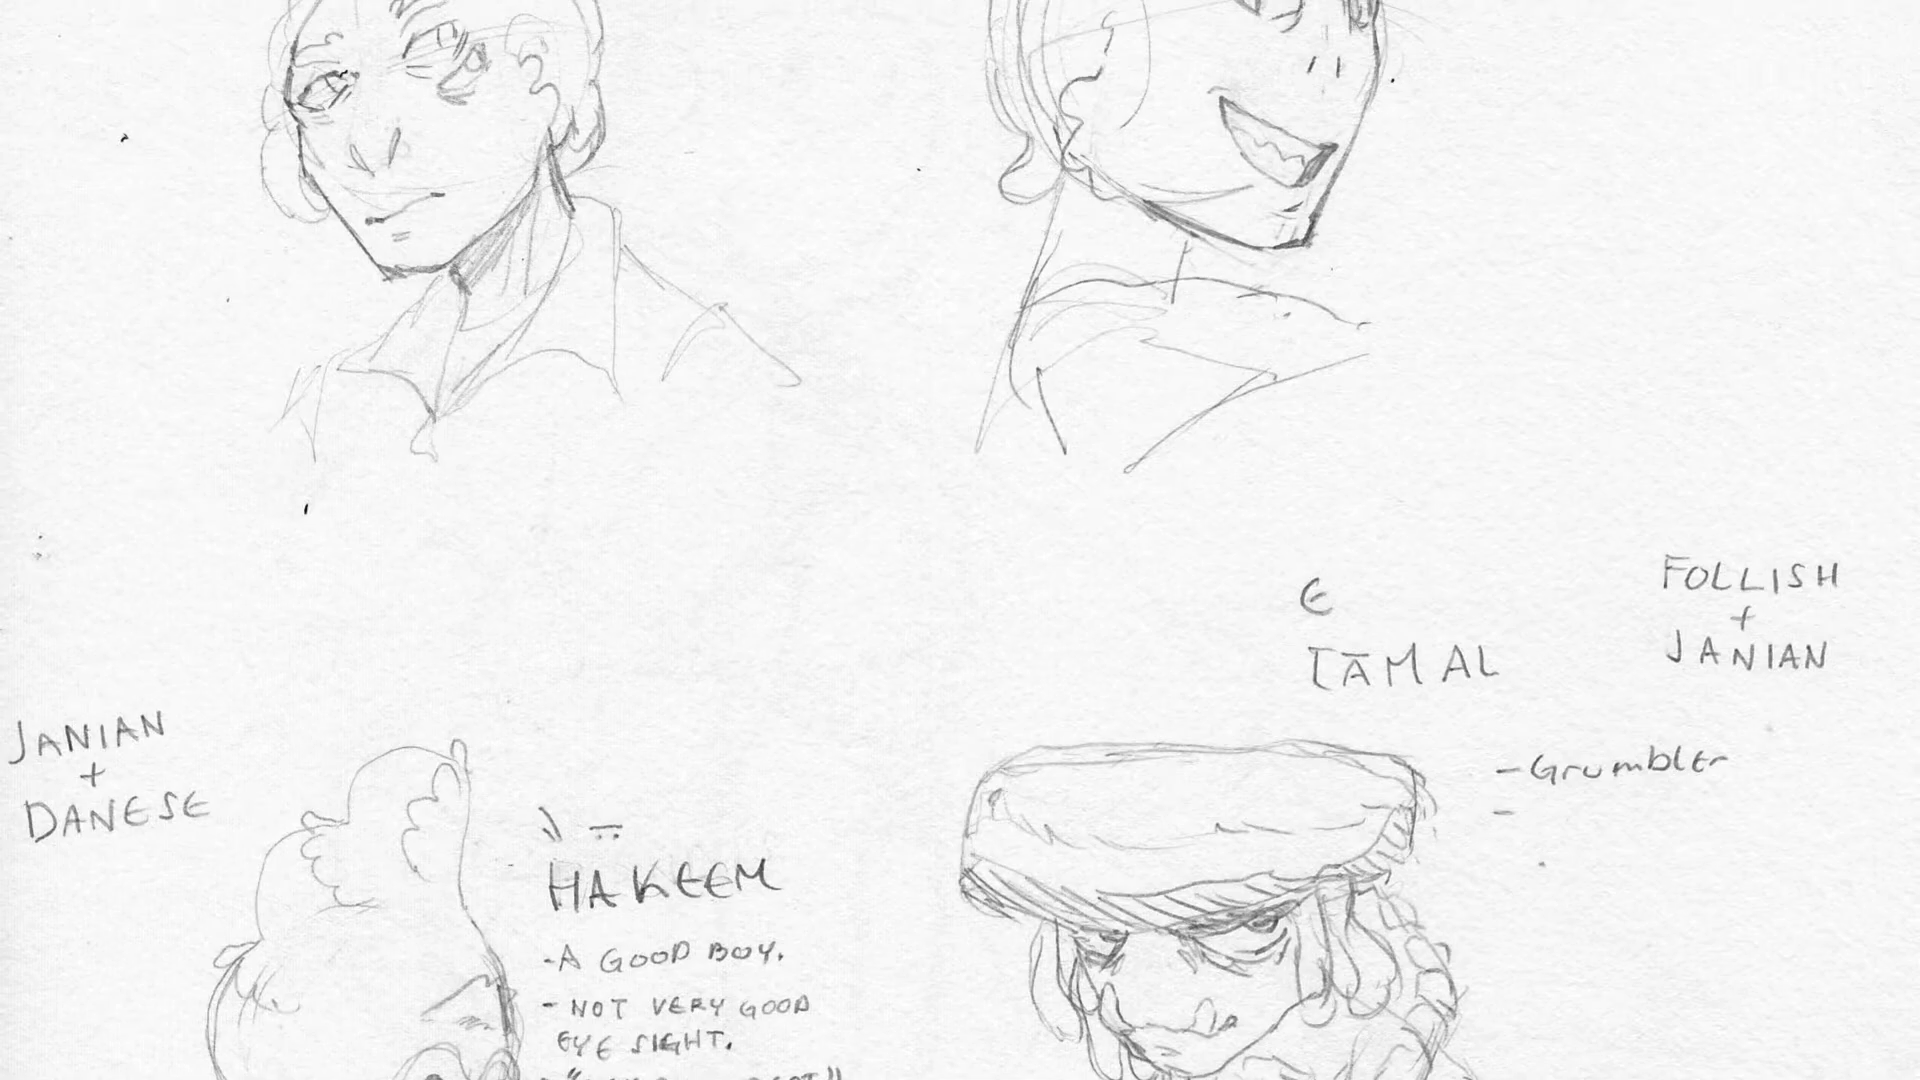 FOLLISH
+
JANIAN
TAMAL
- Grumbler
-
JANIAN
+
DANESE
HAKEEM
- A GOOD BOY.
- NOT VERY GOOD
EYE SIGHT.